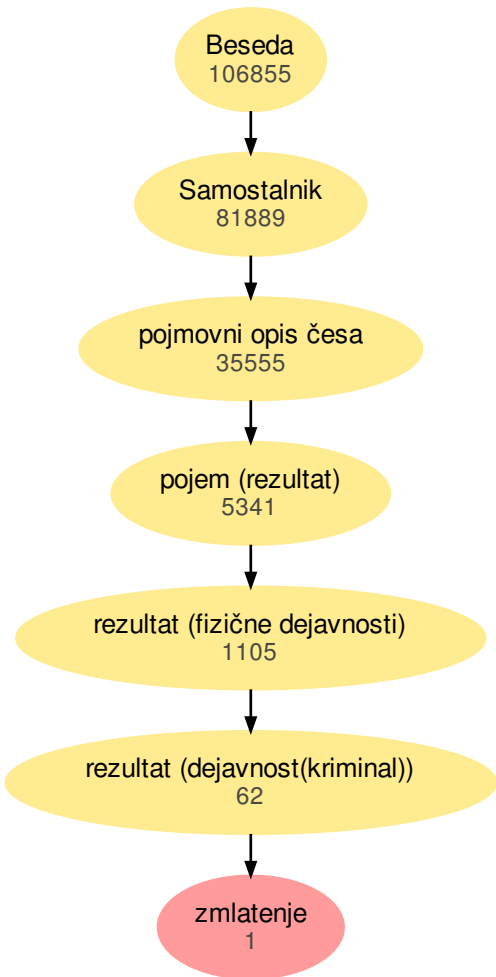 Beseda
106855
Samostalnik
81889
pojmovni opis česa
35555
pojem (rezultat)
5341
rezultat (fizične dejavnosti)
1105
rezultat (dejavnost(kriminal))
62
zmlatenje
1